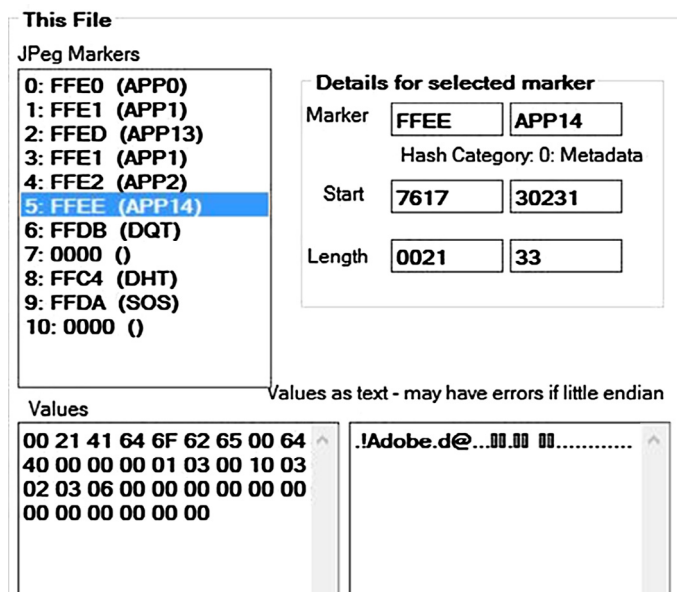 This File
JPeg Markers
0: FFE0 (APP0)
1: FFE1 (APP1)
2: FFED (APP13)
3: FFE1 (APP1)
4: FFE2 (APP2)
5: FFEE (APP14)
6: FFDB (DQT)
7: 0000 ()
8: FFC4 (DHT)
9: FFDA (SOS)
10: 0000 ()
Details for selected marker
Marker FFEE APP14
Hash Category: 0: Metadata
Start 7617 30231
Length 0021 33
Values
00 21 41 64 6F 62 65 00 64
40 00 00 00 01 03 00 10 03
02 03 06 00 00 00 00 00 00
00 00 00 00 00 00
Values as text - may have errors if little endian
.!Adobe.d@...▯▯.▯▯ ▯▯............